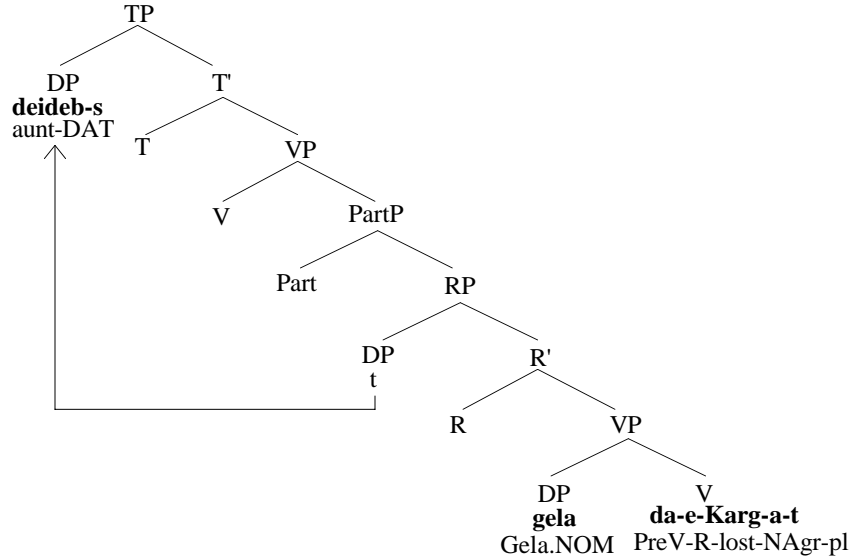 TP
DP T'
deideb-s
aunt-DAT
T VP
V PartP
Part RP
DP R'
t
R VP
DP V
gela da-e-Karg-a-t
Gela.NOM PreV-R-lost-NAgr-pl